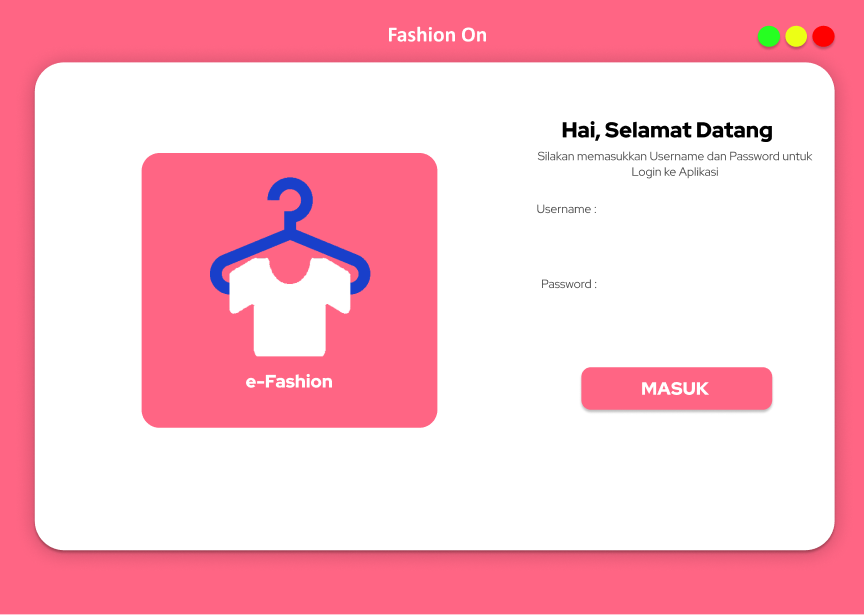 Fashion On
Hai, Selamat Datang
Silakan memasukkan Username dan Password untuk
Login ke Aplikasi
Username :
Password :
e-Fashion
MASUK